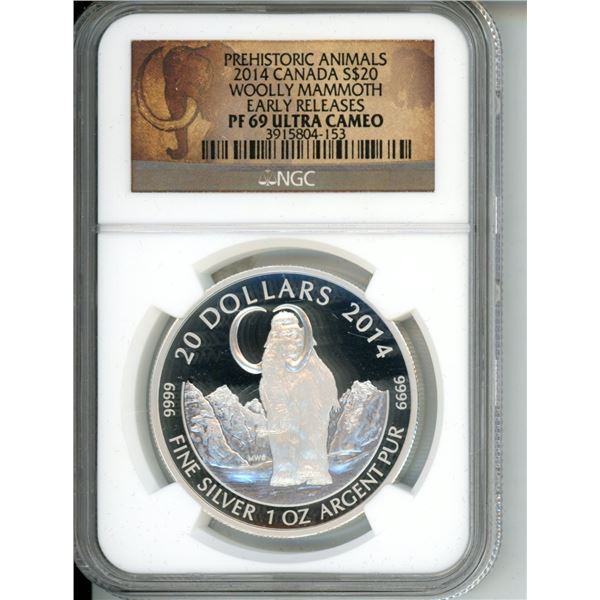 PREHISTORIC ANIMALS
2014 CANADA S$20
WOOLLY MAMMOTH
EARLY RELEASES
PF 69 ULTRA CAMEO
3915804-153
NGC
20 DOLLARS 2014
9999 9999
FINE SILVER 1 OZ ARGENT PUR